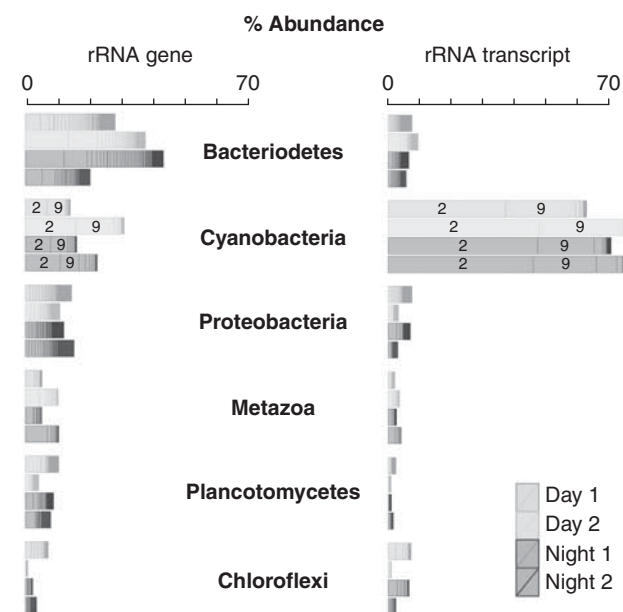 % Abundance
rRNA gene rRNA transcript
0 70 0 70
Bacteriodetes
2 9 2 9
2 9 2 9
Cyanobacteria
2 9 2 9
2 9 2 9
Proteobacteria
Metazoa
Plancotomycetes
Day 1
Day 2
Night 1
Chloroflexi
Night 2